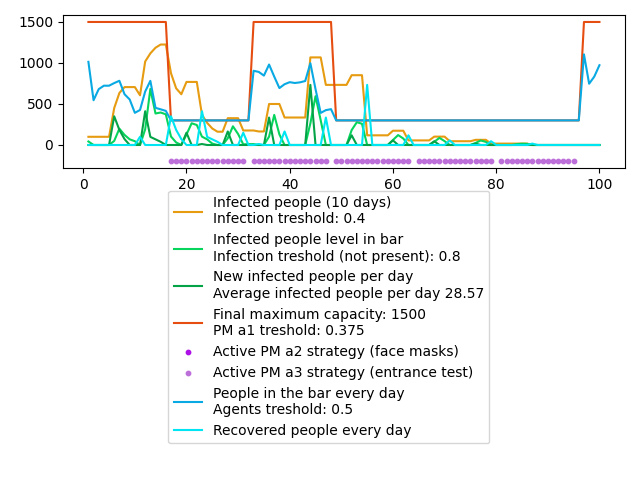 1500
1000
500
0
0 20 40 60 80 100
Infected people (10 days)
Infection treshold: 0.4
Infected people level in bar
Infection treshold (not present): 0.8
New infected people per day
Average infected people per day 28.57
Final maximum capacity: 1500
PM a1 treshold: 0.375
Active PM a2 strategy (face masks)
Active PM a3 strategy (entrance test)
People in the bar every day
Agents treshold: 0.5
Recovered people every day